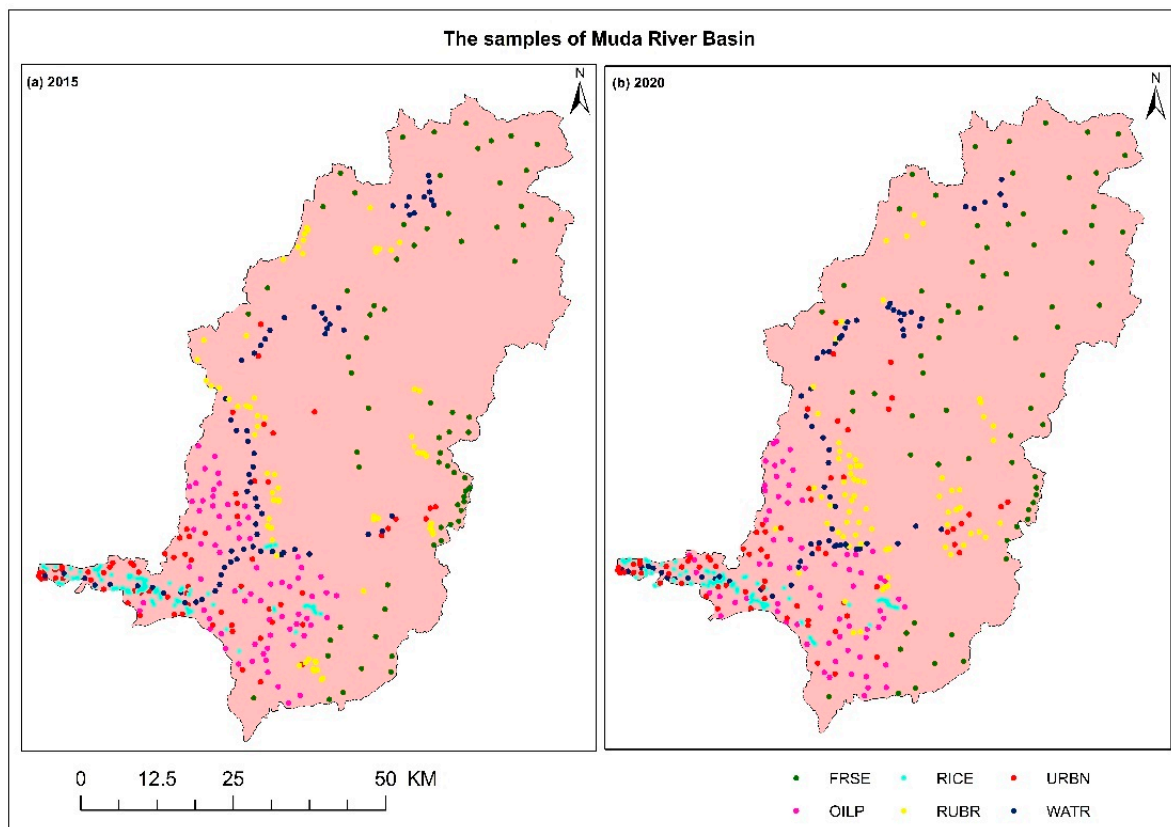 The samples of Muda River Basin
(a) 2015
N
(b) 2020
N
0 12.5 25 50 KM
FRSE RICE URBN
OILP RUBR WATR